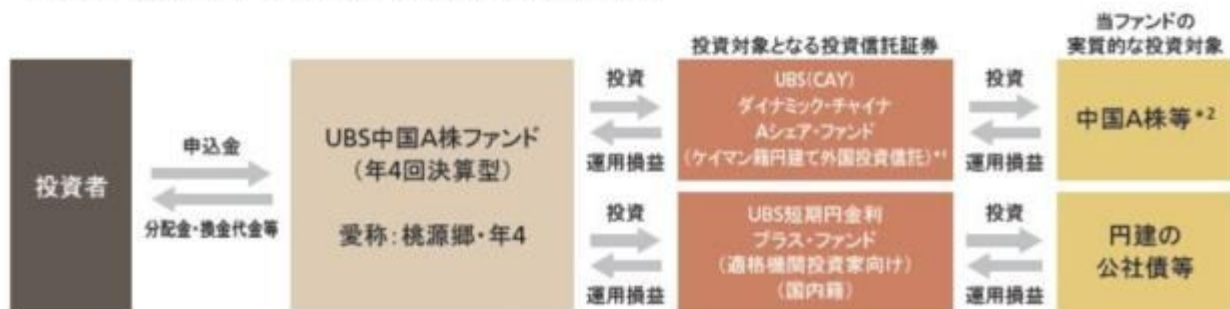 投資対象となる投資信託証券
当ファンドの
実質的な投資対象
投資者
申込金
分配金・換金代金等
UBS中国A株ファンド
(年4回決算型)
愛称:桃源郷・年4
投資
運用損益
UBS(CAY)
ダイナミック・チャイナ
Aシェア・ファンド
(ケイマン籍円建て外国投資信託)*1
投資
運用損益
中国A株等*2
投資
運用損益
UBS短期円金利
プラス・ファンド
(適格機関投資家向け)
(国内籍)
投資
運用損益
円建の
公社債等